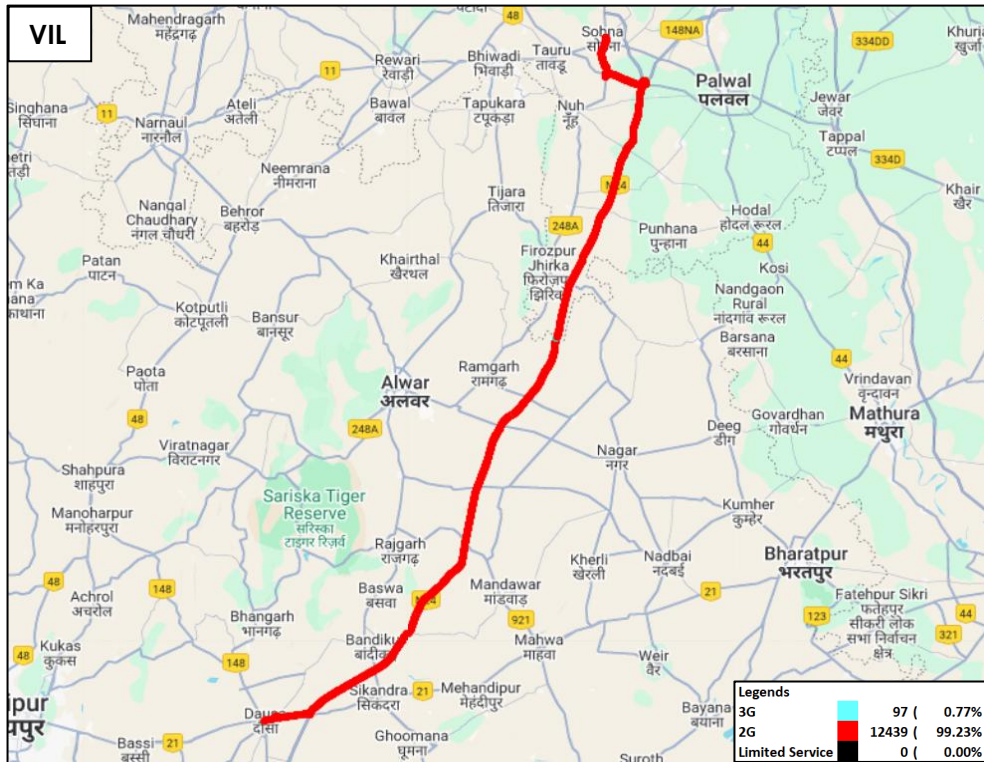 VIL
Mahendragarh
महेंद्रगढ़
48
Sohna
148NA
334DD
Rewari
रेवाड़ी
Bhiwadi
भिवाड़ी
Tauru
तावडू
11
Palwal
पलवल
Singhana
सिंघाना
11
Ateli
अतेली
Bawal
बावल
Tapukara
टपूकड़ा
Nuh
नूँह
Jewar
जेवर
Narnaul
नारनौल
Tappal
टप्पल
334D
Neemrana
नीमराना
Tijara
तिजारा
Khair
खैर
Nangal
Chaudhary
नंगल चौधरी
Behror
बहरोड़
248A
Punhana
पुन्हाना
Hodal
होदल रूरल
44
Patan
पाटन
Khairthal
खैरथल
Firozpur
Jhirka
Kosi
Kotputli
कोटपूतली
Nandgaon
Rural
नांदगांव रूरल
Bansur
बानसूर
Barsana
बरसाना
44
Paota
पोता
Ramgarh
रामगढ़
Alwar
अलवर
Vrindavan
वृन्दावन
48
248A
Deeg
डीग
Govardhan
गोवर्धन
Mathura
मथुरा
Viratnagar
विराटनगर
Nagar
नगर
Shahpura
शाहपुरा
Sariska Tiger
Reserve
सरिस्का
टाइगर रिज़र्व
Manoharpur
मनोहरपुरा
Kumher
कुम्हेर
Rajgarh
राजगढ़
Kherli
खेरली
Nadbai
नदबई
Bharatpur
भरतपुर
48
Achrol
अचरोल
148
Baswa
बसवा
Mandawar
मांडवाड़
21
Fatehpur Sikri
फतेहपुर
सीकरी लोक
सभा निर्वाचन
क्षेत्र
44
Bhangarh
भानगढ़
921
123
321
48
Kukas
कुकस
Mahwa
माहवा
Weir
वैर
148
Sikandra
सिकंदरा
21
Mehandipur
मेहंदीपुर
Bayana
बयाना
Bassi
बस्सी
21
Ghoomana
घूमना
Suroth
Legends
3G 97 ( 0.77%
2G 12439 ( 99.23%
Limited Service 0 ( 0.00%